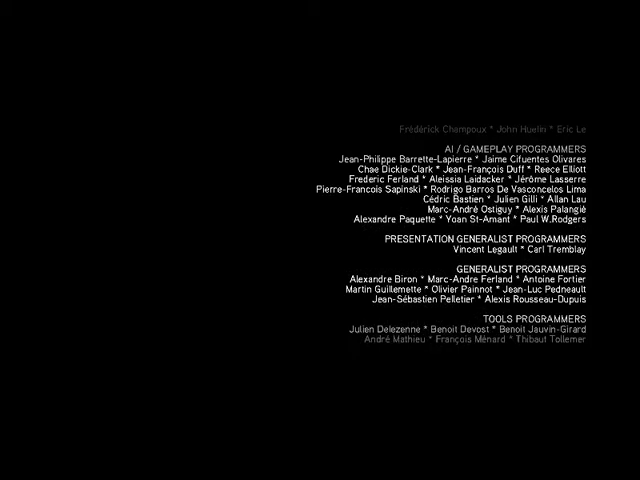 Frédérick Champoux * John Huelin * Eric Le
AI / GAMEPLAY PROGRAMMERS
Jean-Philippe Barrette-Lapierre * Jaime Cifuentes Olivares
Chae Dickie-Clark * Jean-François Duff * Reece Elliott
Frederic Ferland * Aleissia Laidacker * Jérôme Lasserre
Pierre-Francois Sapinski * Rodrigo Barros De Vasconcelos Lima
Cédric Bastien * Julien Gilli * Allan Lau
Marc-André Ostiguy * Alexis Palangiè
Alexandre Paquette * Yoan St-Amant * Paul W.Rodgers
PRESENTATION GENERALIST PROGRAMMERS
Vincent Legault * Carl Tremblay
GENERALIST PROGRAMMERS
Alexandre Biron * Marc-Andre Ferland * Antoine Fortier
Martin Guillemette * Olivier Painnot * Jean-Luc Pedneault
Jean-Sébastien Pelletier * Alexis Rousseau-Dupuis
TOOLS PROGRAMMERS
Julien Delezenne * Benoit Devost * Benoit Jauvin-Girard
André Mathieu * François Ménard * Thibaut Tollemer